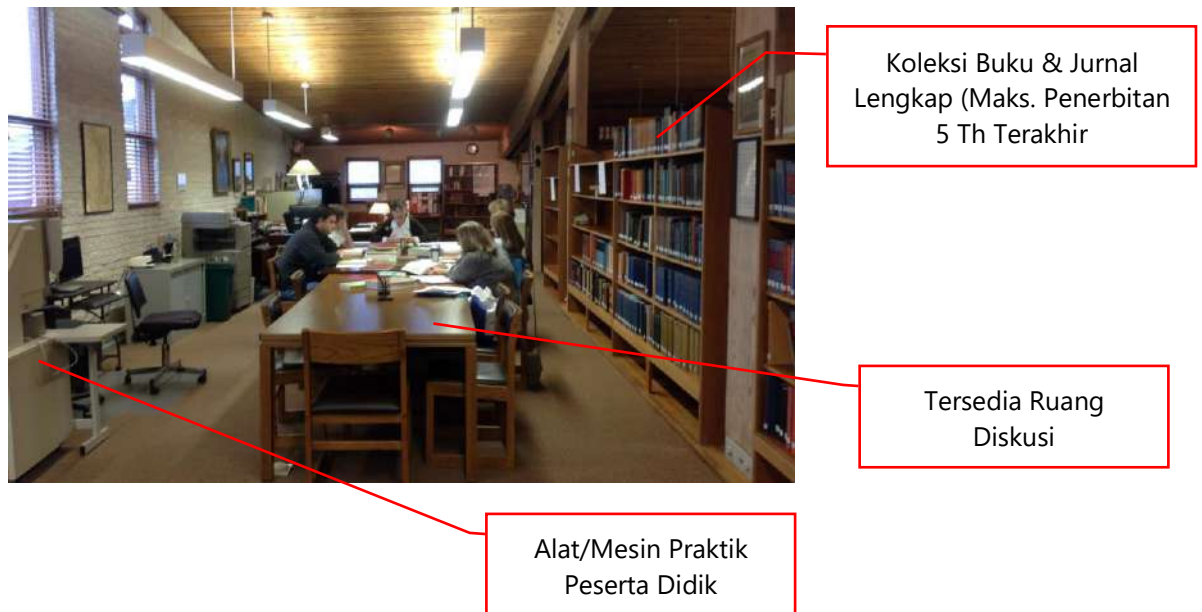 Koleksi Buku & Jurnal
Lengkap (Maks. Penerbitan
5 Th Terakhir
Tersedia Ruang
Diskusi
Alat/Mesin Praktik
Peserta Didik